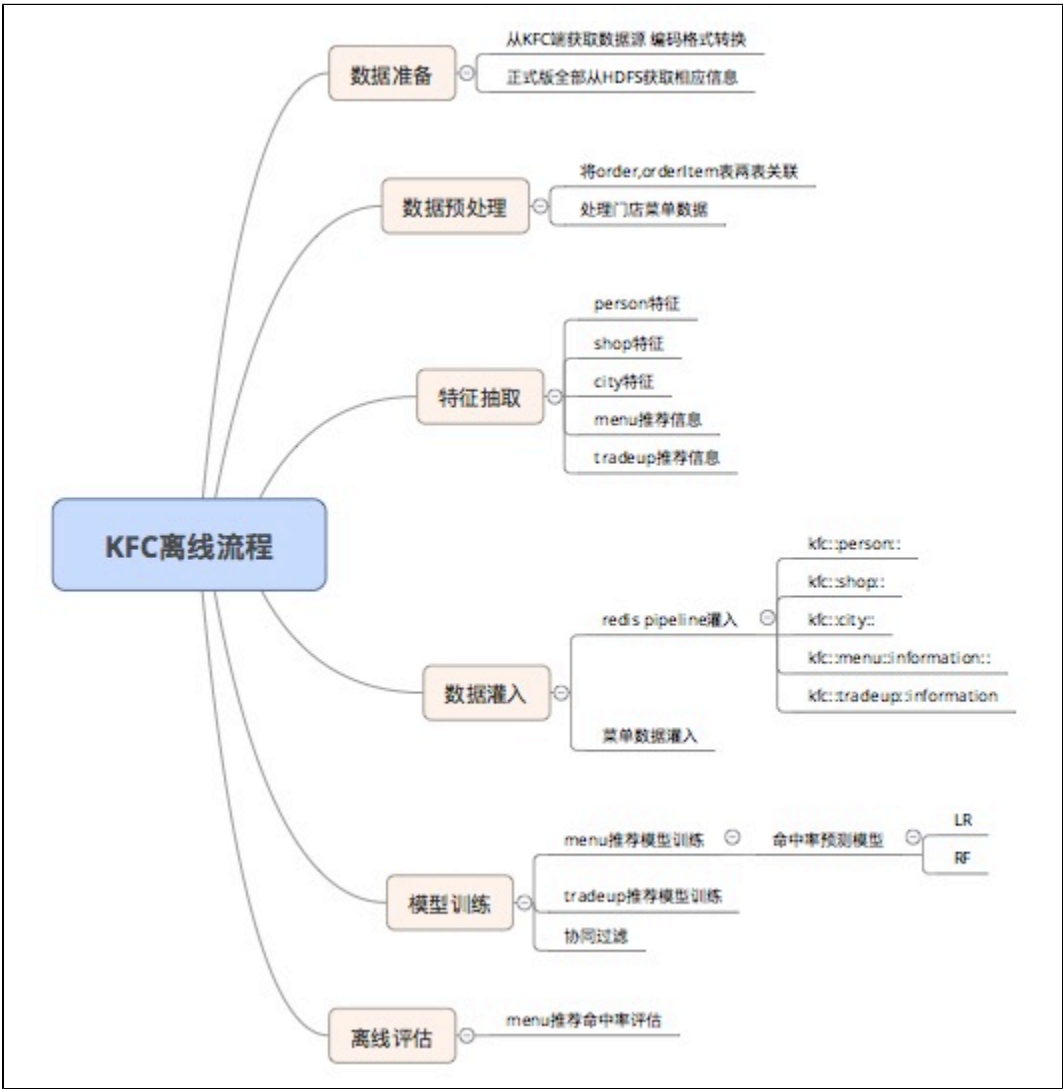 从KFC端获取数据源 编码格式转换
数据准备
正式版全部从HDFS获取相应信息
将order,orderItem表两表关联
数据预处理
处理门店菜单数据
person特征
shop特征
city特征
特征抽取
menu推荐信息
tradeup推荐信息
KFC离线流程
kfc::person::
kfc::shop::
redis pipeline灌入
kfc::city::
kfc::menu::information::
数据灌入
kfc::tradeup::information
菜单数据灌入
LR
menu推荐模型训练
命中率预测模型
RF
tradeup推荐模型训练
模型训练
协同过滤
menu推荐命中率评估
离线评估